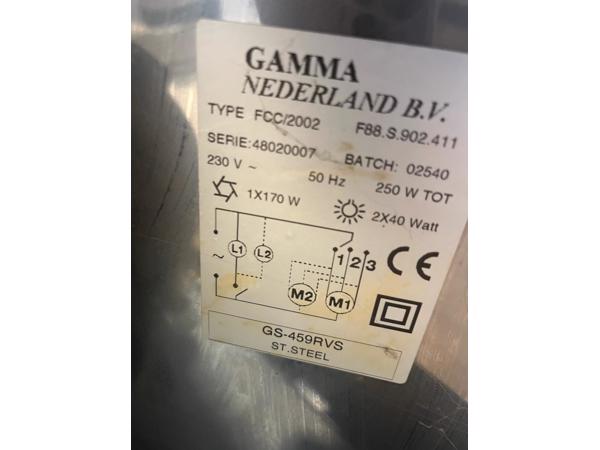 GAMMA
NEDERLAND B.V.
TYPE FCC/2002 F88.S.902.411
SERIE:48020007 BATCH: 02540
230 V ~ 50 Hz 250 W TOT
1X170 W 2X40 Watt
L1 L2 1 2 3 CE
~
M2 M1
GS-459RVS
ST.STEEL